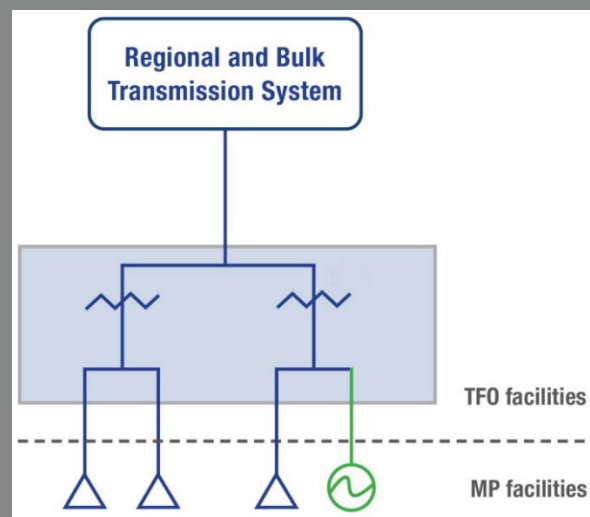 Regional and Bulk
Transmission System
TFO facilities
MP facilities